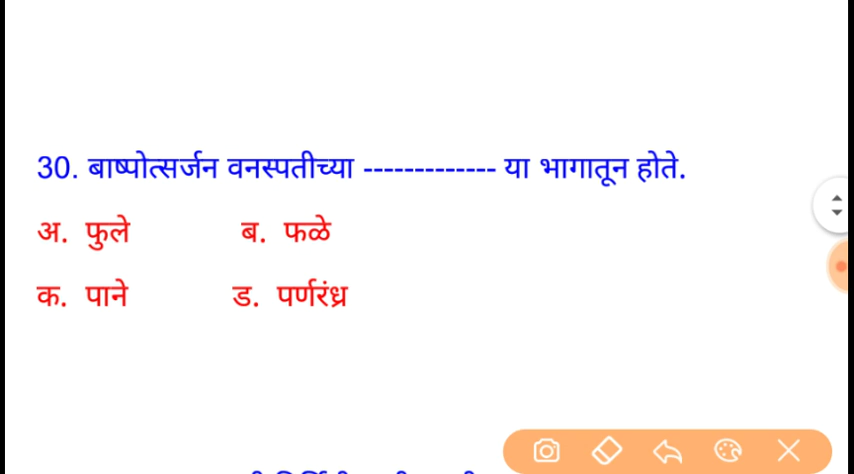 30. बाष्पोत्सर्जन वनस्पतीच्या ------------- या भागातून होते.
अ. फुले ब. फळे
क. पाने ड. पर्णरंध्र